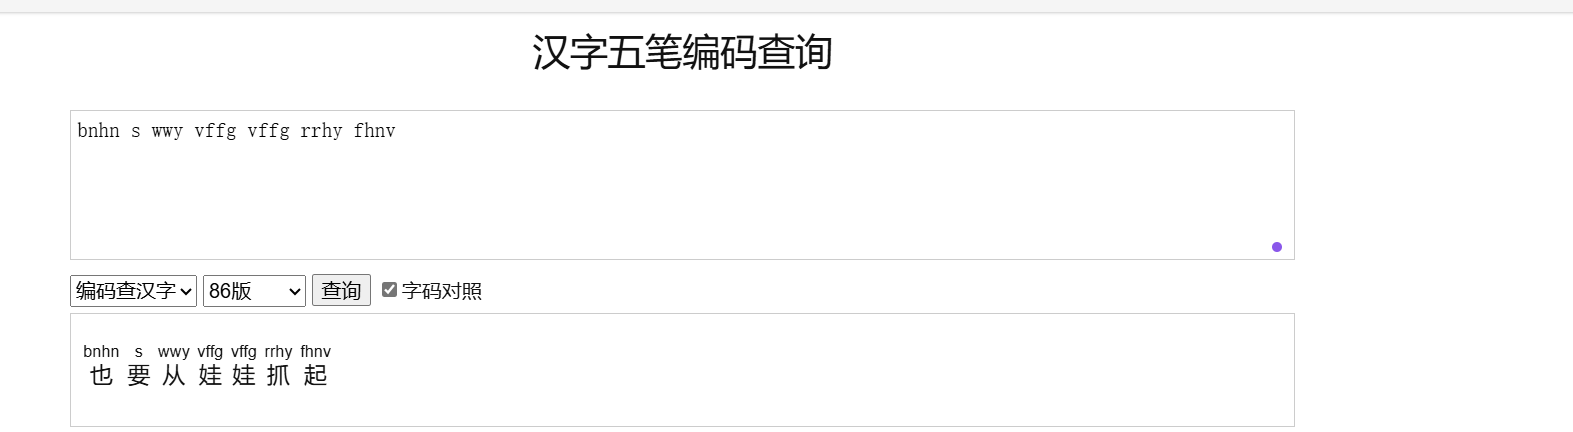 汉字五笔编码查询
bnhn s wwy vffg vffg rrhy fhnv
编码查汉字 86版 查询 字码对照
bnhn s wwy vffg vffg rrhy fhnv
也 要 从 娃 娃 抓 起